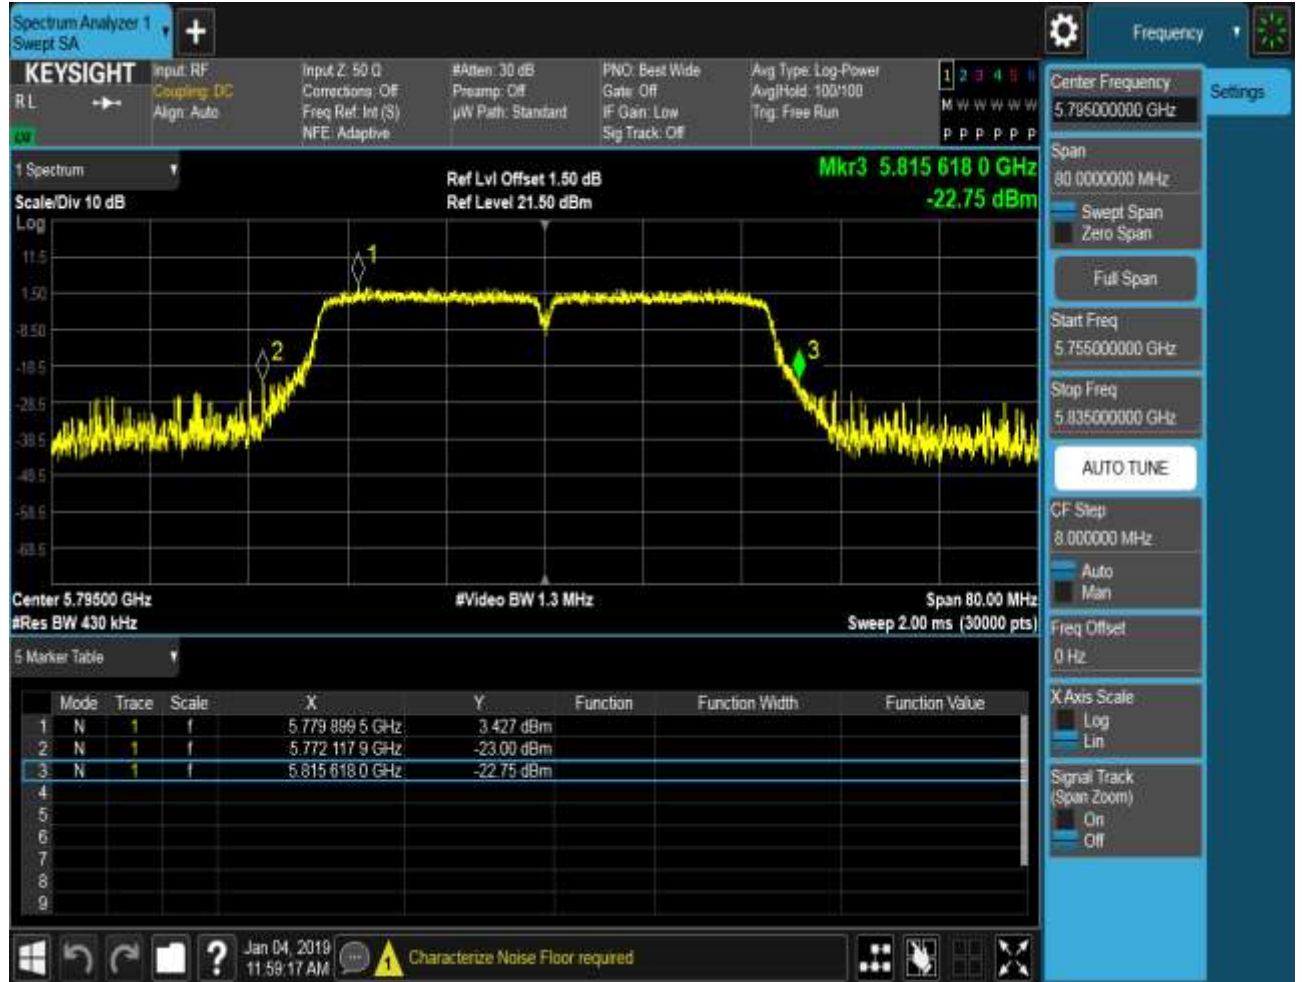 Spectrum Analyzer 1
Swept SA
Frequency
KEYSIGHT
RL
Input: RF
Coupling: DC
Align: Auto
Input Z: 50 Ω
Corrections: Off
Freq Ref: Int (S)
NFE: Adaptive
#Atten: 30 dB
Preamp: Off
µW Path: Standard
PNO: Best Wide
Gate: Off
IF Gain: Low
Sig Track: Off
Avg Type: Log-Power
Avg|Hold: 100/100
Trig: Free Run
1 2 3 4 5 6
M W W W W W
P P P P P P
1 Spectrum
Scale/Div 10 dB
Ref Lvl Offset 1.50 dB
Ref Level 21.50 dBm
Mkr3 5.815 618 0 GHz
-22.75 dBm
Log
11.5
1.50
-8.50
-18.5
-28.5
-38.5
-48.5
-58.5
-68.5
1
2
3
Center 5.79500 GHz
#Res BW 430 kHz
#Video BW 1.3 MHz
Span 80.00 MHz
Sweep 2.00 ms (30000 pts)
5 Marker Table
Mode Trace Scale X Y Function Function Width Function Value
1 N 1 f 5.779 899 5 GHz 3.427 dBm
2 N 1 f 5.772 117 9 GHz -23.00 dBm
3 N 1 f 5.815 618 0 GHz -22.75 dBm
4
5
6
7
8
9
Jan 04, 2019
11:59:17 AM
1
Characterize Noise Floor required
Center Frequency
5.795000000 GHz
Settings
Span
80.0000000 MHz
Swept Span
Zero Span
Full Span
Start Freq
5.755000000 GHz
Stop Freq
5.835000000 GHz
AUTO TUNE
CF Step
8.000000 MHz
Auto
Man
Freq Offset
0 Hz
X Axis Scale
Log
Lin
Signal Track
(Span Zoom)
On
Off